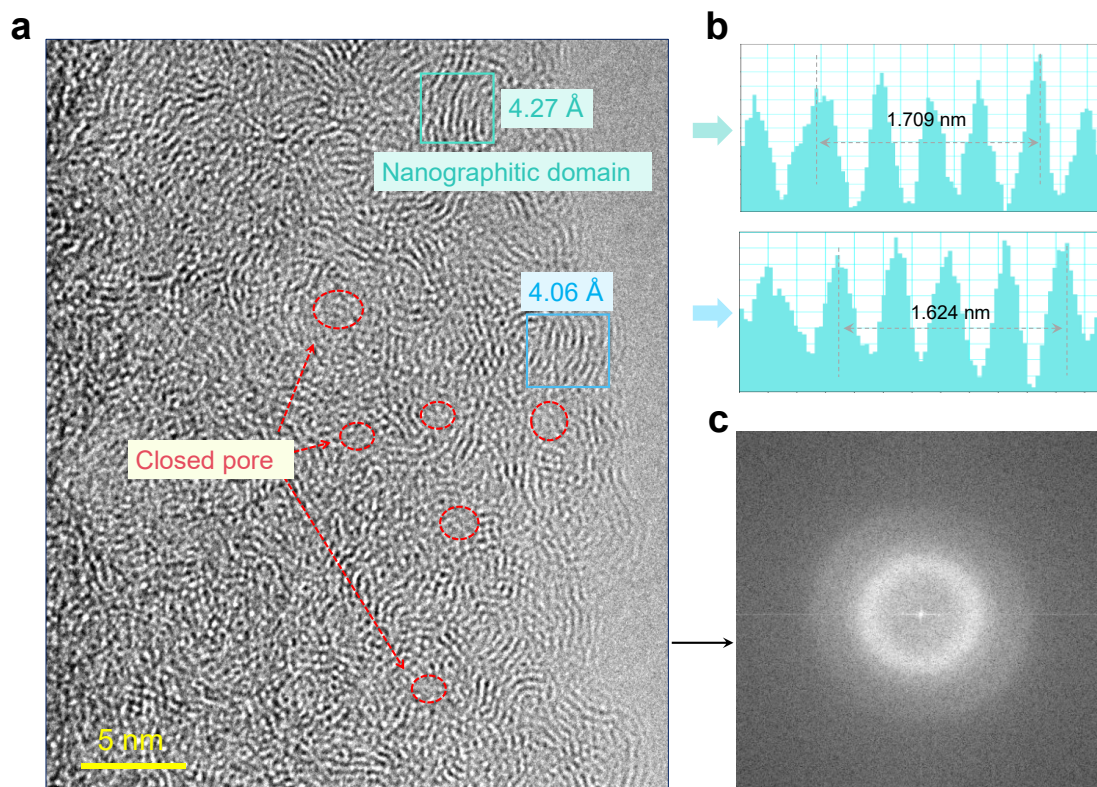 a
4.27 Å
Nanographitic domain
4.06 Å
Closed pore
5 nm
b
1.709 nm
1.624 nm
c